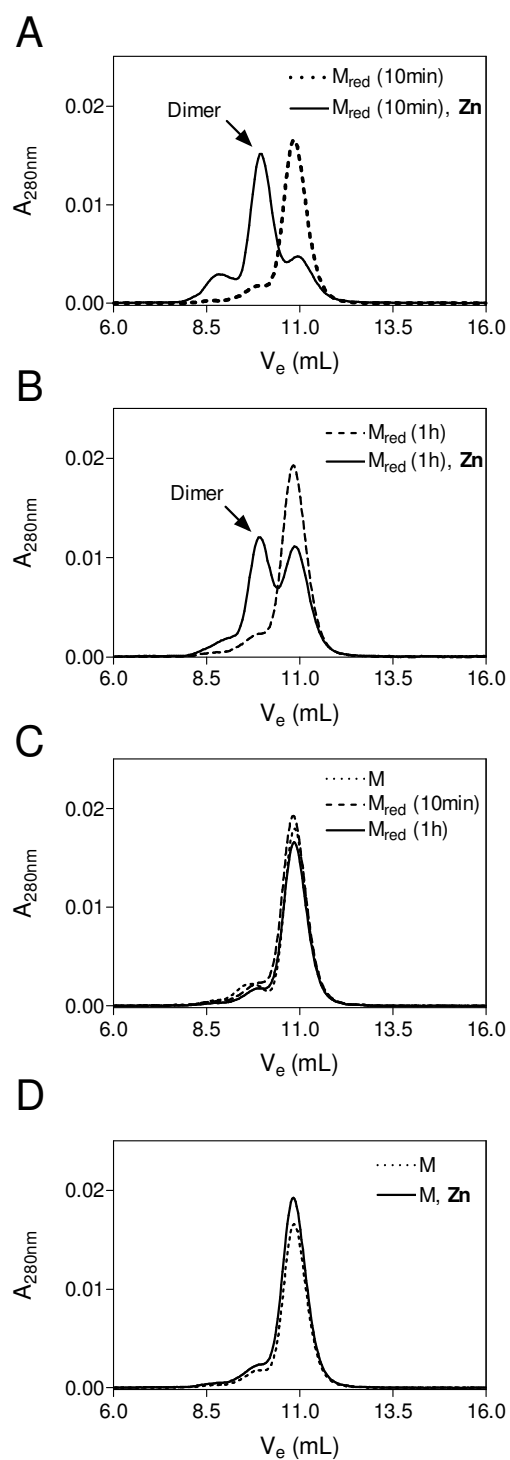 A
M_red (10min)
M_red (10min), Zn
Dimer
0.02
0.01
0.00
A_280nm
6.0 8.5 11.0 13.5 16.0
V_e (mL)
B
M_red (1h)
M_red (1h), Zn
Dimer
0.02
0.01
0.00
A_280nm
6.0 8.5 11.0 13.5 16.0
V_e (mL)
C
M
M_red (10min)
M_red (1h)
0.02
0.01
0.00
A_280nm
6.0 8.5 11.0 13.5 16.0
V_e (mL)
D
M
M, Zn
0.02
0.01
0.00
A_280nm
6.0 8.5 11.0 13.5 16.0
V_e (mL)